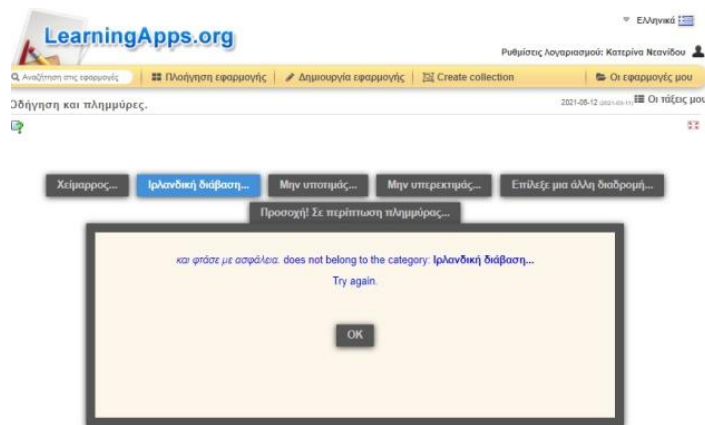 Ελληνικά
LearningApps.org
Ρυθμίσεις λογαριασμού: Κατερίνα Νεανίδου
Αναζήτηση στις εφαρμογές Πλοήγηση εφαρμογής Δημιουργία εφαρμογής Create collection Οι εφαρμογές μου
Οδήγηση και πλημμύρες. 2021-06-12 Οι τάξεις μου
Χείμαρρος... Ιρλανδική διάβαση... Μην υποτιμάς... Μην υπερεκτιμάς... Επίλεξε μια άλλη διαδρομή...
Προσοχή! Σε περίπτωση πλημμύρας...
και φτάσε με ασφάλεια. does not belong to the category: Ιρλανδική διάβαση...
Try again.
OK